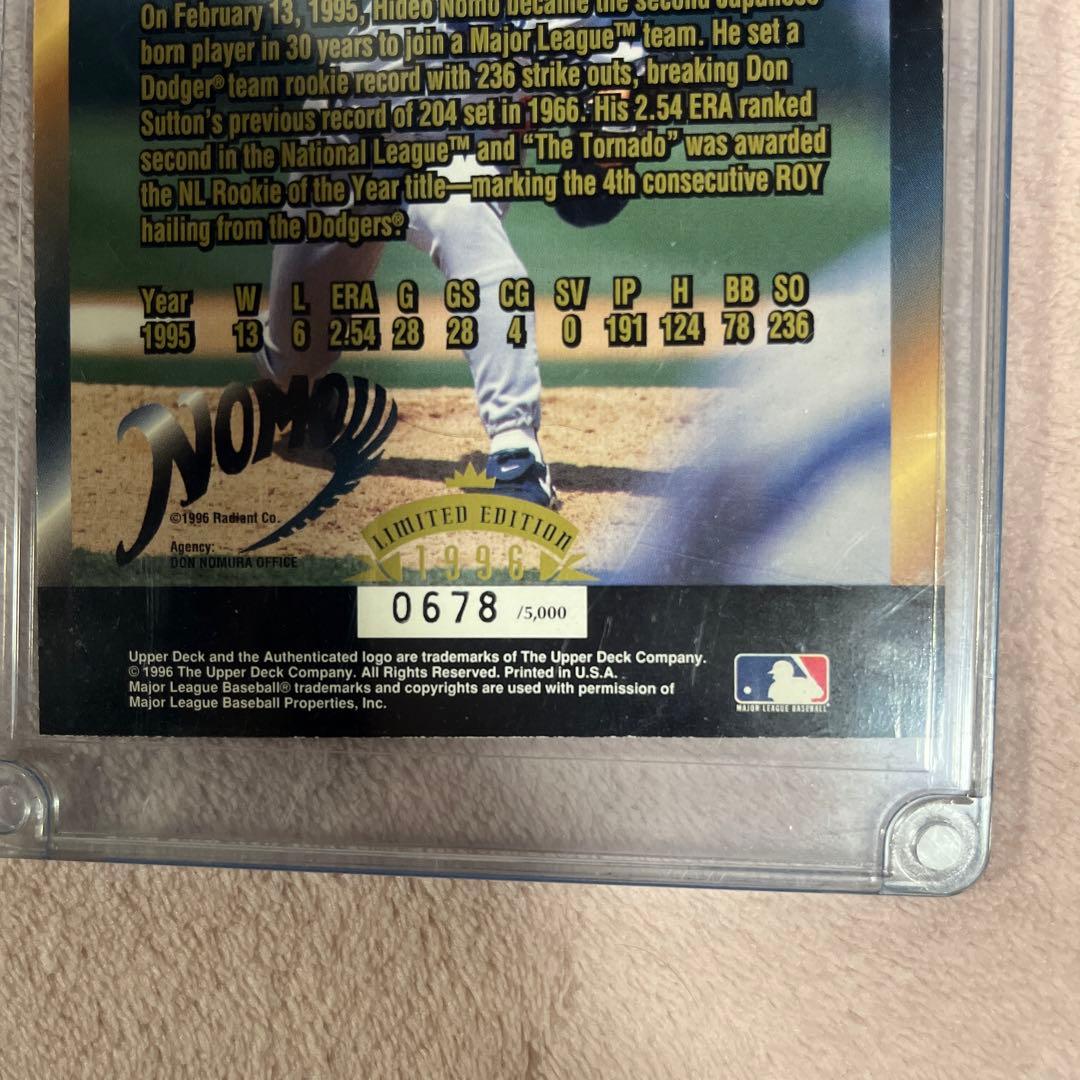 On February 13, 1995, Hideo Nomo became the second Japanese
born player in 30 years to join a Major League™ team. He set a
Dodger® team rookie record with 236 strike outs, breaking Don
Sutton's previous record of 204 set in 1966. His 2.54 ERA ranked
second in the National League™ and “The Tornado” was awarded
the NL Rookie of the Year title—marking the 4th consecutive ROY
hailing from the Dodgers®.
Year W L ERA G GS CG SV IP H BB SO
1995 13 6 2.54 28 28 4 0 191 124 78 236
NOMO
©1996 Radiant Co.
Agency:
DON NOMURA OFFICE
LIMITED EDITION
1996
0678 /5,000
Upper Deck and the Authenticated logo are trademarks of The Upper Deck Company.
© 1996 The Upper Deck Company. All Rights Reserved. Printed in U.S.A.
Major League Baseball® trademarks and copyrights are used with permission of
Major League Baseball Properties, Inc.
MAJOR LEAGUE BASEBALL